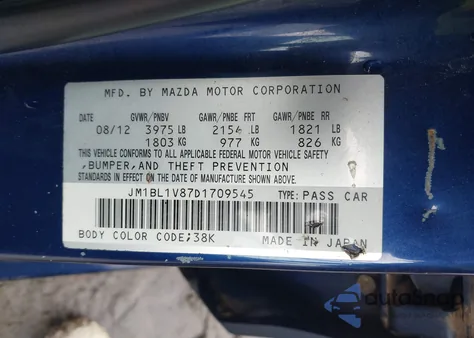 MFD. BY MAZDA MOTOR CORPORATION
DATE GVWR/PNBV GAWR/PNBE FRT GAWR/PNBE RR
08/12 3975 LB 2154 LB 1821 LB
1803 KG 977 KG 826 KG
THIS VEHICLE CONFORMS TO ALL APPLICABLE FEDERAL MOTOR VEHICLE SAFETY
,BUMPER,AND THEFT PREVENTION
STANDARDS IN EFFECT ON THE DATE OF MANUFACTURE SHOWN ABOVE.
JM1BL1V87D1709545 TYPE: PASS CAR
BODY COLOR CODE;38K MADE IN JAPAN
autosnap